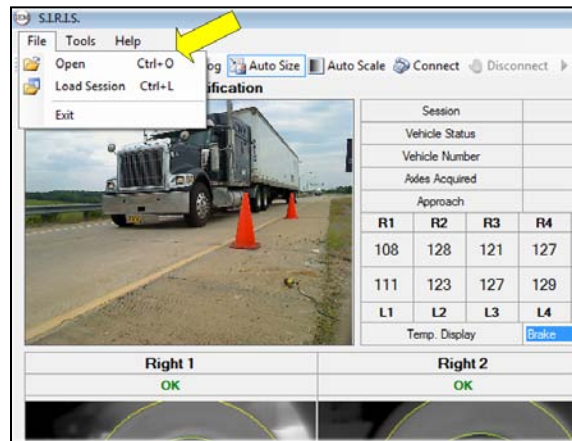 S.I.R.I.S.
File Tools Help
Open Ctrl+O
og Auto Size Auto Scale Connect Disconnect
Load Session Ctrl+L
ification
Exit
Session
Vehicle Status
Vehicle Number
Axles Acquired
Approach
R1 R2 R3 R4
108 128 121 127
111 123 127 129
L1 L2 L3 L4
Temp. Display Brake
Right 1 Right 2
OK OK